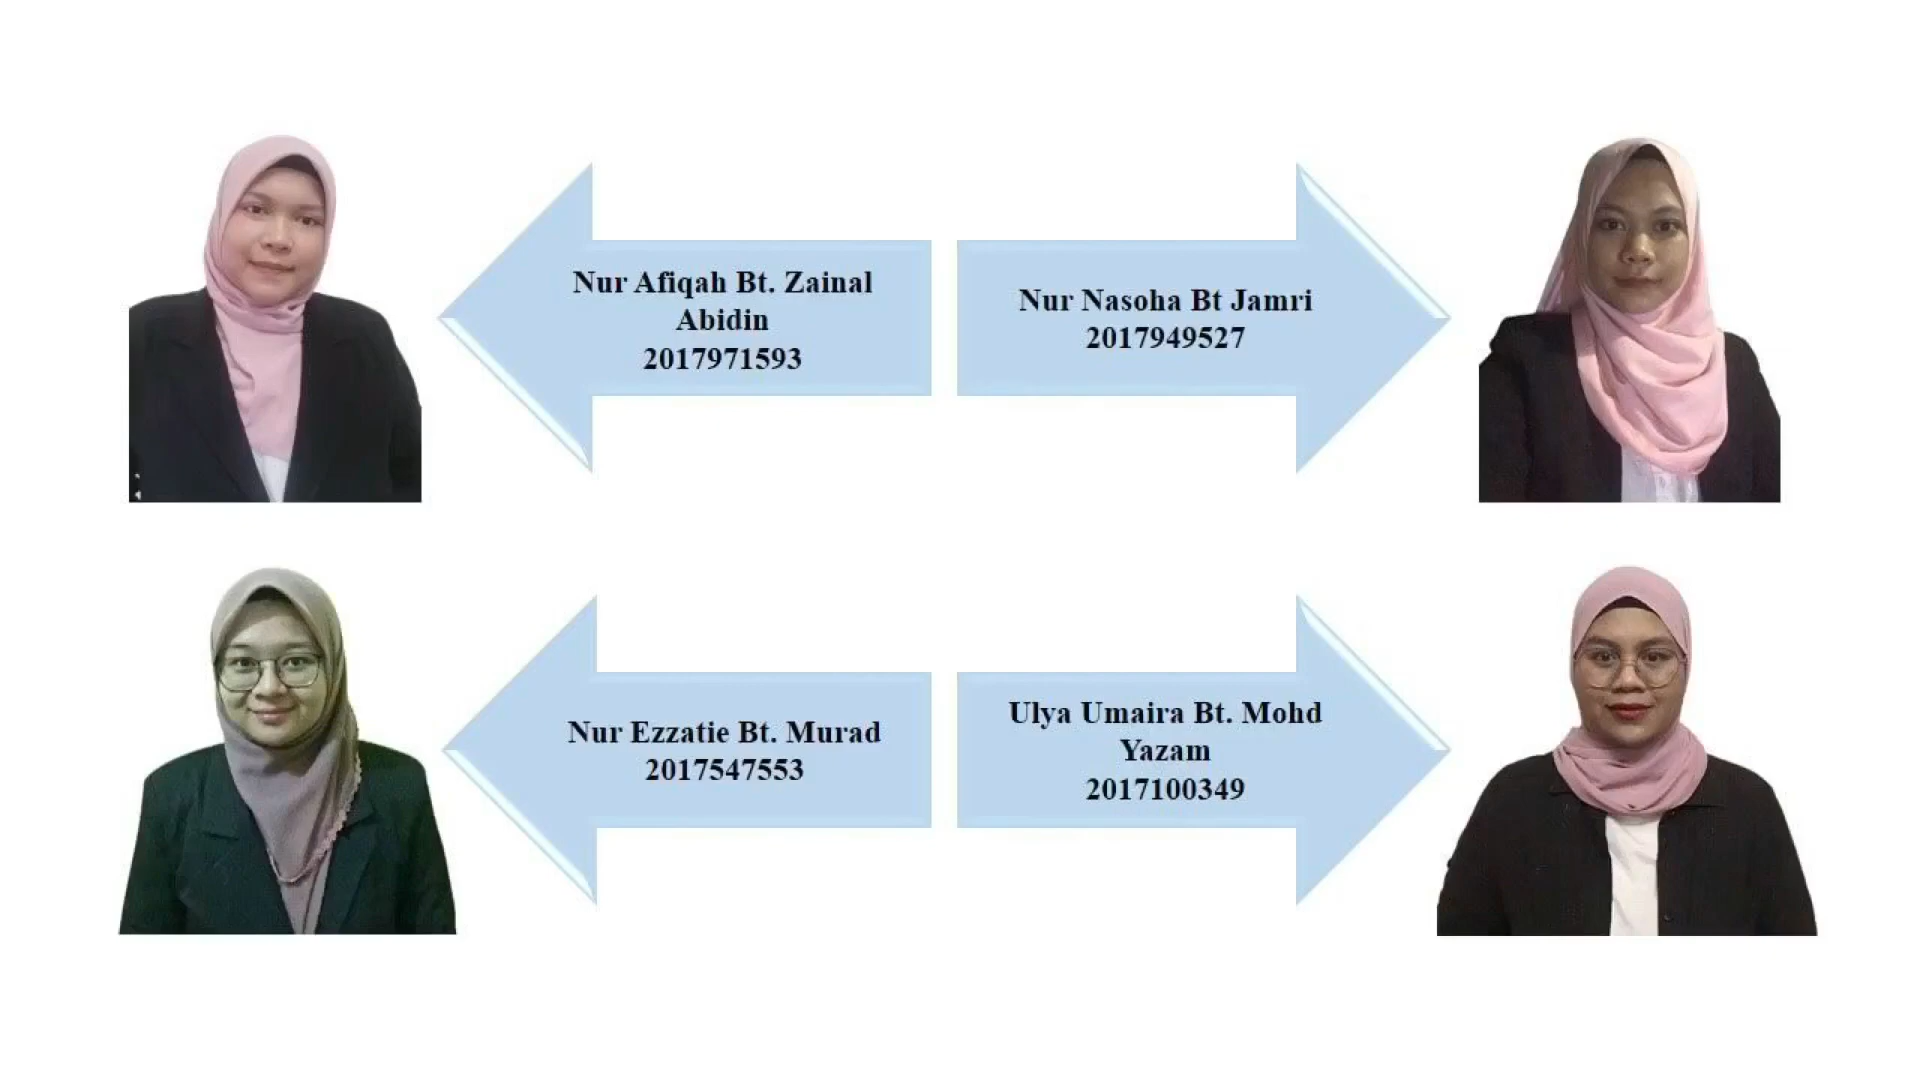 Nur Afiqah Bt. Zainal
Abidin
2017971593
Nur Nasoha Bt Jamri
2017949527
Nur Ezzatie Bt. Murad
2017547553
Ulya Umaira Bt. Mohd
Yazam
2017100349